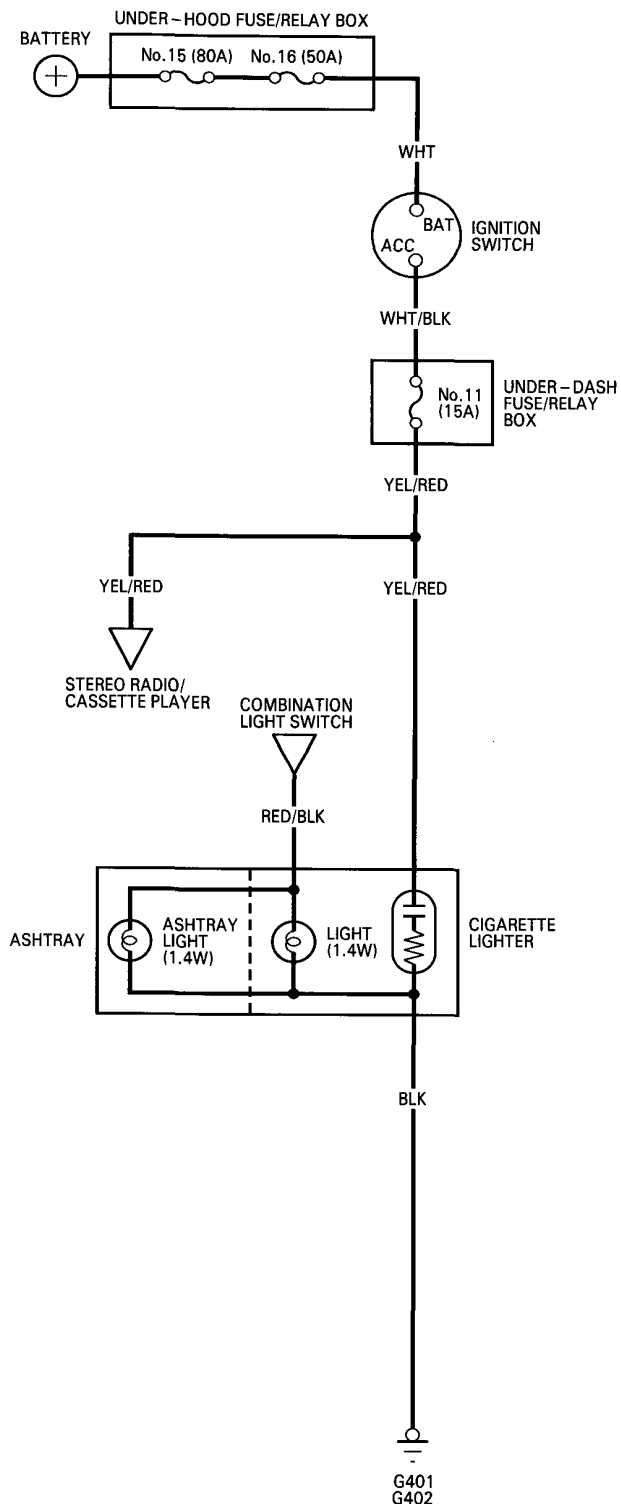 UNDER-HOOD FUSE/RELAY BOX
BATTERY
No.15 (80A)
No.16 (50A)
WHT
BAT
ACC
IGNITION
SWITCH
WHT/BLK
No.11
(15A)
UNDER-DASH
FUSE/RELAY
BOX
YEL/RED
YEL/RED
YEL/RED
STEREO RADIO/
CASSETTE PLAYER
COMBINATION
LIGHT SWITCH
RED/BLK
ASHTRAY
ASHTRAY
LIGHT
(1.4W)
LIGHT
(1.4W)
CIGARETTE
LIGHTER
BLK
G401
G402